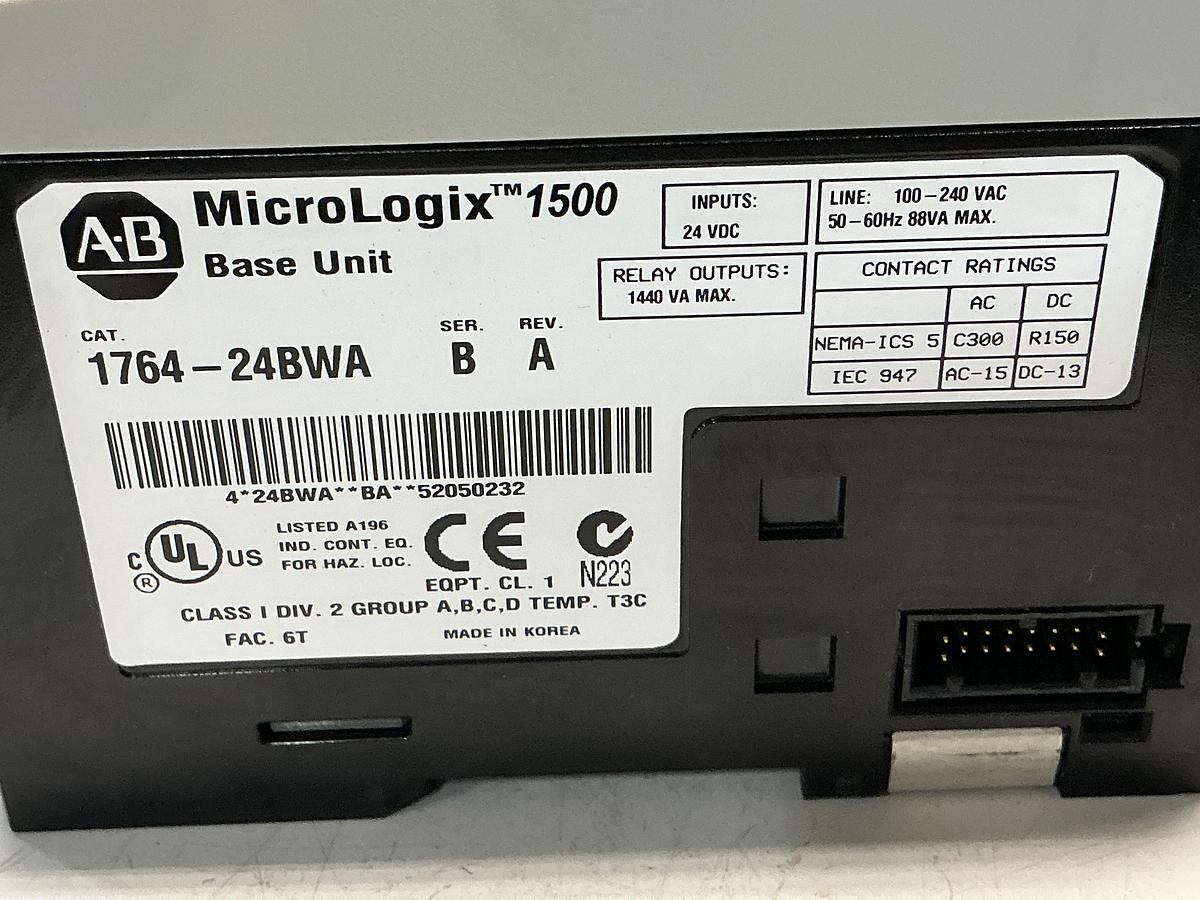 A·B
MicroLogix™1500
Base Unit
INPUTS:
24 VDC
LINE: 100-240 VAC
50-60Hz 88VA MAX.
RELAY OUTPUTS:
1440 VA MAX.
CONTACT RATINGS
AC DC
NEMA-ICS 5 C300 R150
IEC 947 AC-15 DC-13
CAT. SER. REV.
1764-24BWA B A
4*24BWA**BA**52050232
C UL US
®
LISTED A196
IND. CONT. EQ.
FOR HAZ. LOC.
CE
EQPT. CL. 1
N223
CLASS I DIV. 2 GROUP A,B,C,D TEMP. T3C
FAC. 6T MADE IN KOREA